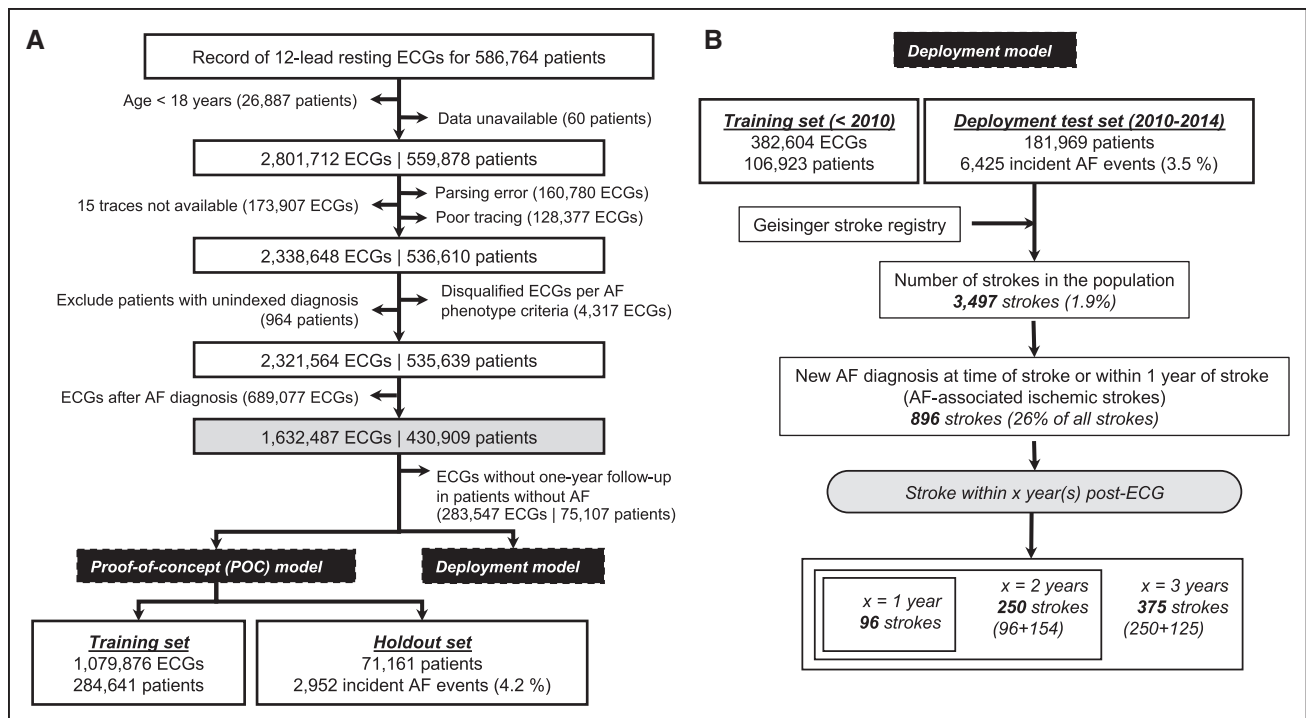 A
Record of 12-lead resting ECGs for 586,764 patients
Age < 18 years (26,887 patients)
Data unavailable (60 patients)
2,801,712 ECGs | 559,878 patients
Parsing error (160,780 ECGs)
15 traces not available (173,907 ECGs)
Poor tracing (128,377 ECGs)
2,338,648 ECGs | 536,610 patients
Exclude patients with unindexed diagnosis
(964 patients)
Disqualified ECGs per AF
phenotype criteria (4,317 ECGs)
2,321,564 ECGs | 535,639 patients
ECGs after AF diagnosis (689,077 ECGs)
1,632,487 ECGs | 430,909 patients
ECGs without one-year follow-up
in patients without AF
(283,547 ECGs | 75,107 patients)
Proof-of-concept (POC) model
Deployment model
Training set
1,079,876 ECGs
284,641 patients
Holdout set
71,161 patients
2,952 incident AF events (4.2 %)
B
Deployment model
Training set (< 2010)
382,604 ECGs
106,923 patients
Deployment test set (2010-2014)
181,969 patients
6,425 incident AF events (3.5 %)
Geisinger stroke registry
Number of strokes in the population
3,497 strokes (1.9%)
New AF diagnosis at time of stroke or within 1 year of stroke
(AF-associated ischemic strokes)
896 strokes (26% of all strokes)
Stroke within x year(s) post-ECG
x = 1 year
96 strokes
x = 2 years
250 strokes
(96+154)
x = 3 years
375 strokes
(250+125)